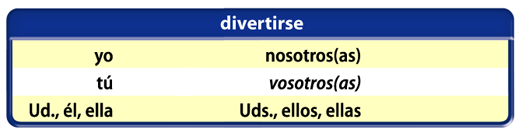 divertirse
yo nosotros(as)
tú vosotros(as)
Ud., él, ella Uds., ellos, ellas